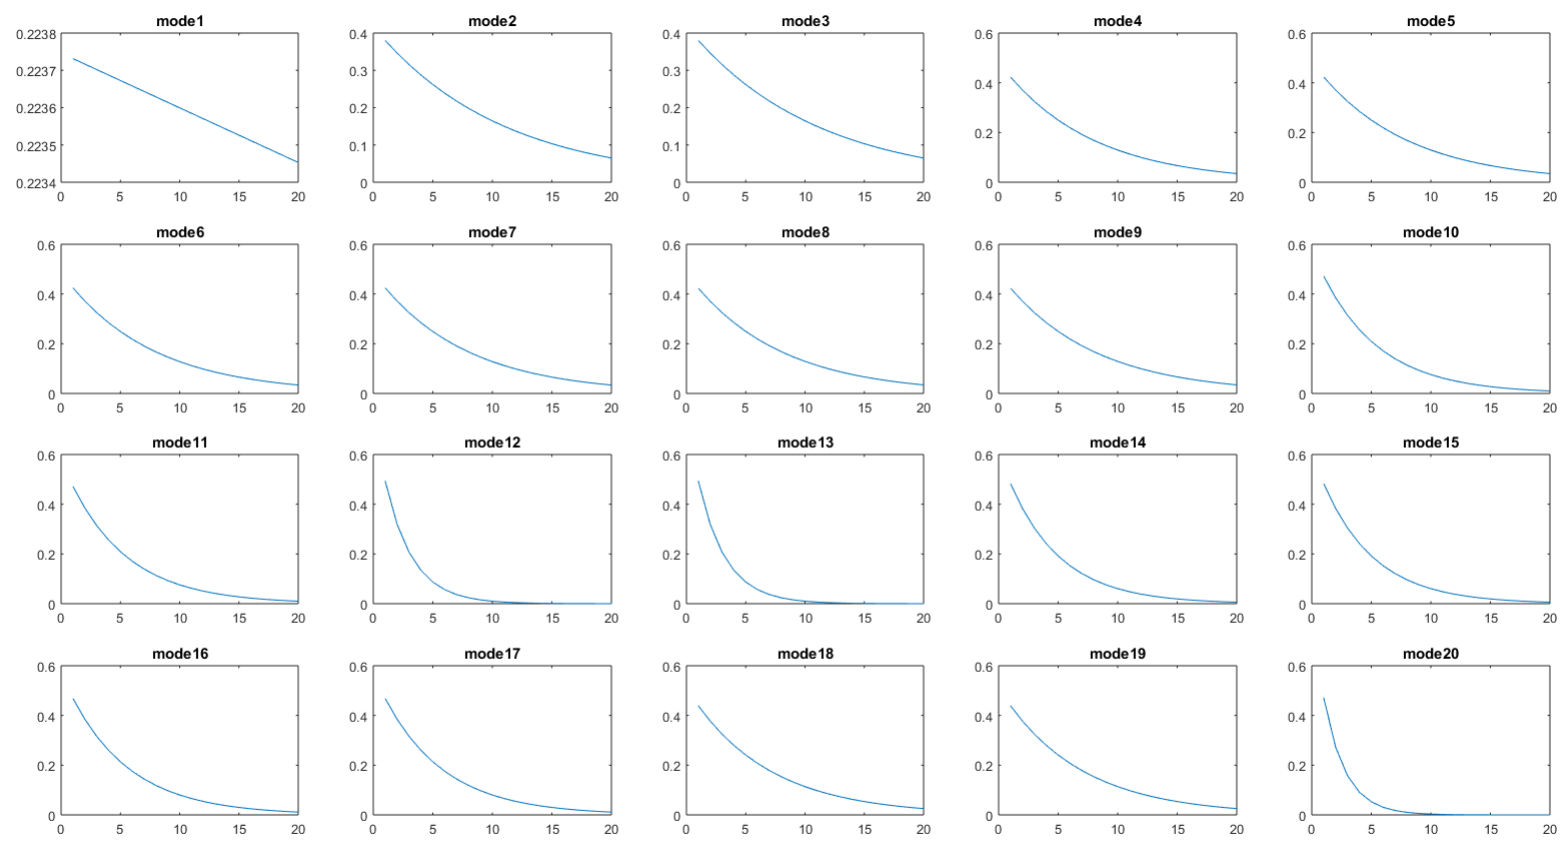 mode1 mode2 mode3 mode4 mode5
0.2238 0.4 0.4 0.6 0.6
0.2237 0.3 0.3 0.4 0.4
0.2236 0.2 0.2
0.2235 0.1 0.1 0.2 0.2
0.2234 0 0 0 0
0 5 10 15 20 0 5 10 15 20 0 5 10 15 20 0 5 10 15 20 0 5 10 15 20
mode6 mode7 mode8 mode9 mode10
0.6 0.6 0.6 0.6 0.6
0.4 0.4 0.4 0.4 0.4
0.2 0.2 0.2 0.2 0.2
0 0 0 0 0
0 5 10 15 20 0 5 10 15 20 0 5 10 15 20 0 5 10 15 20 0 5 10 15 20
mode11 mode12 mode13 mode14 mode15
0.6 0.6 0.6 0.6 0.6
0.4 0.4 0.4 0.4 0.4
0.2 0.2 0.2 0.2 0.2
0 0 0 0 0
0 5 10 15 20 0 5 10 15 20 0 5 10 15 20 0 5 10 15 20 0 5 10 15 20
mode16 mode17 mode18 mode19 mode20
0.6 0.6 0.6 0.6 0.6
0.4 0.4 0.4 0.4 0.4
0.2 0.2 0.2 0.2 0.2
0 0 0 0 0
0 5 10 15 20 0 5 10 15 20 0 5 10 15 20 0 5 10 15 20 0 5 10 15 20